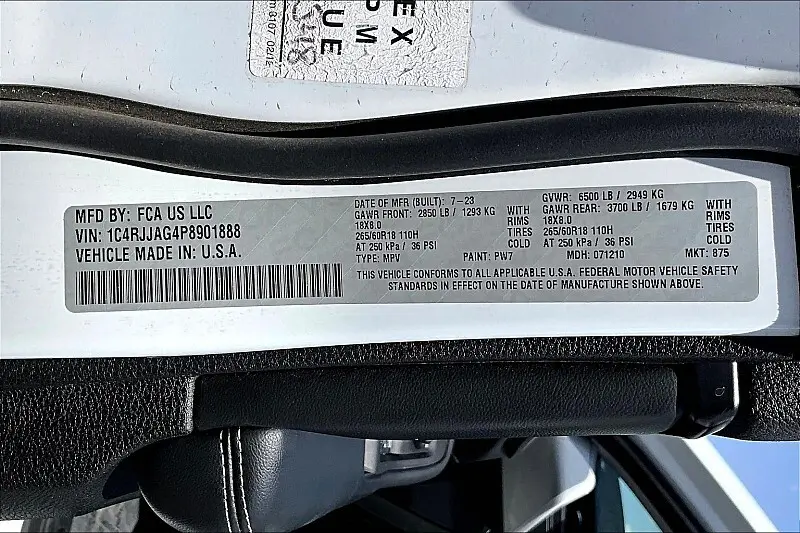 EX
PM
UE
m 8107 02/12
MFD BY: FCA US LLC
VIN: 1C4RJJAG4P8901888
VEHICLE MADE IN: U.S.A.
DATE OF MFR (BUILT): 7-23
GAWR FRONT: 2850 LB / 1293 KG
18X8.0
265/60R18 110H
AT 250 kPa / 36 PSI
TYPE: MPV
WITH
RIMS
TIRES
COLD
PAINT: PW7
GVWR: 6500 LB / 2949 KG
GAWR REAR: 3700 LB / 1679 KG
18X8.0
265/60R18 110H
AT 250 kPa / 36 PSI
WITH
RIMS
TIRES
COLD
MDH: 071210
MKT: 875
THIS VEHICLE CONFORMS TO ALL APPLICABLE U.S.A. FEDERAL MOTOR VEHICLE SAFETY
STANDARDS IN EFFECT ON THE DATE OF MANUFACTURE SHOWN ABOVE.